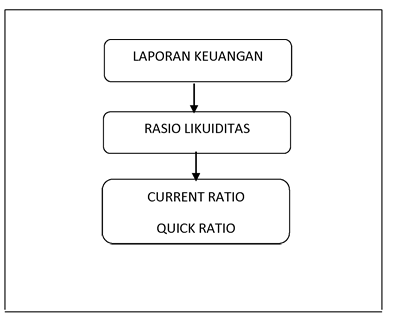 LAPORAN KEUANGAN
RASIO LIKUIDITAS
CURRENT RATIO
QUICK RATIO